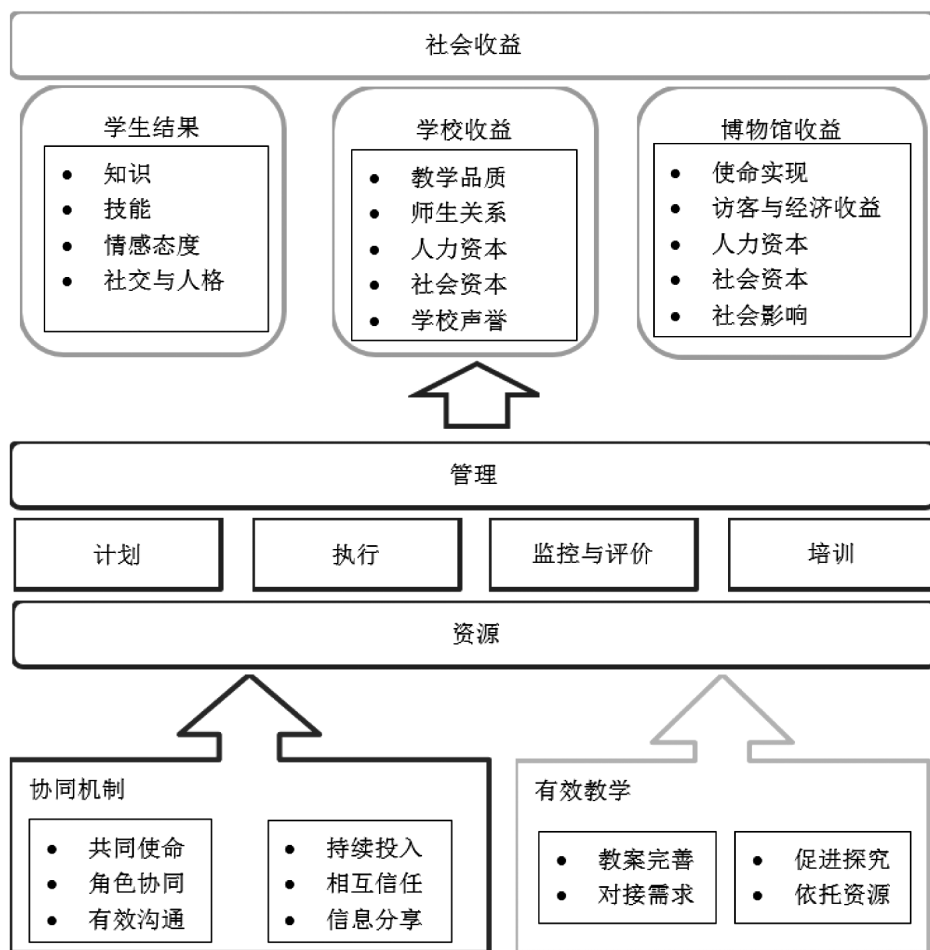 社会收益
学生结果
• 知识
• 技能
• 情感态度
• 社交与人格
学校收益
• 教学品质
• 师生关系
• 人力资本
• 社会资本
• 学校声誉
博物馆收益
• 使命实现
• 访客与经济收益
• 人力资本
• 社会资本
• 社会影响
管理
计划
执行
监控与评价
培训
资源
协同机制
• 共同使命
• 角色协同
• 有效沟通
• 持续投入
• 相互信任
• 信息分享
有效教学
• 教案完善
• 对接需求
• 促进探究
• 依托资源